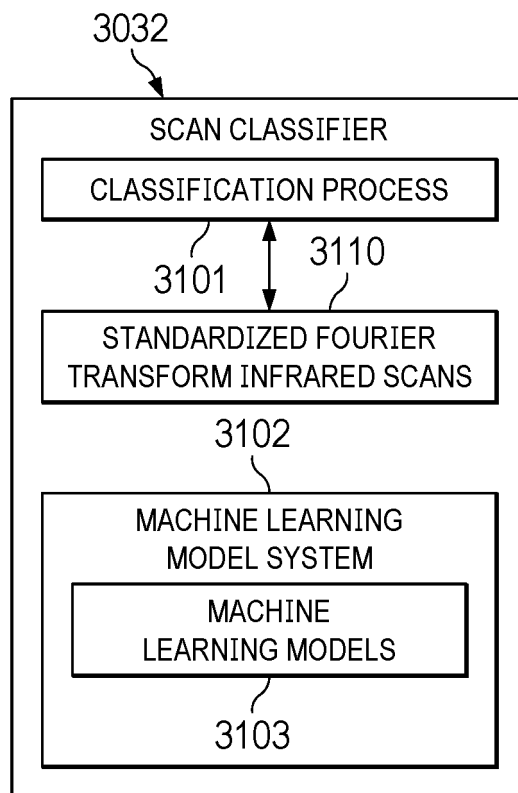 3032
SCAN CLASSIFIER
CLASSIFICATION PROCESS
3101
3110
STANDARDIZED FOURIER
TRANSFORM INFRARED SCANS
3102
MACHINE LEARNING
MODEL SYSTEM
MACHINE
LEARNING MODELS
3103